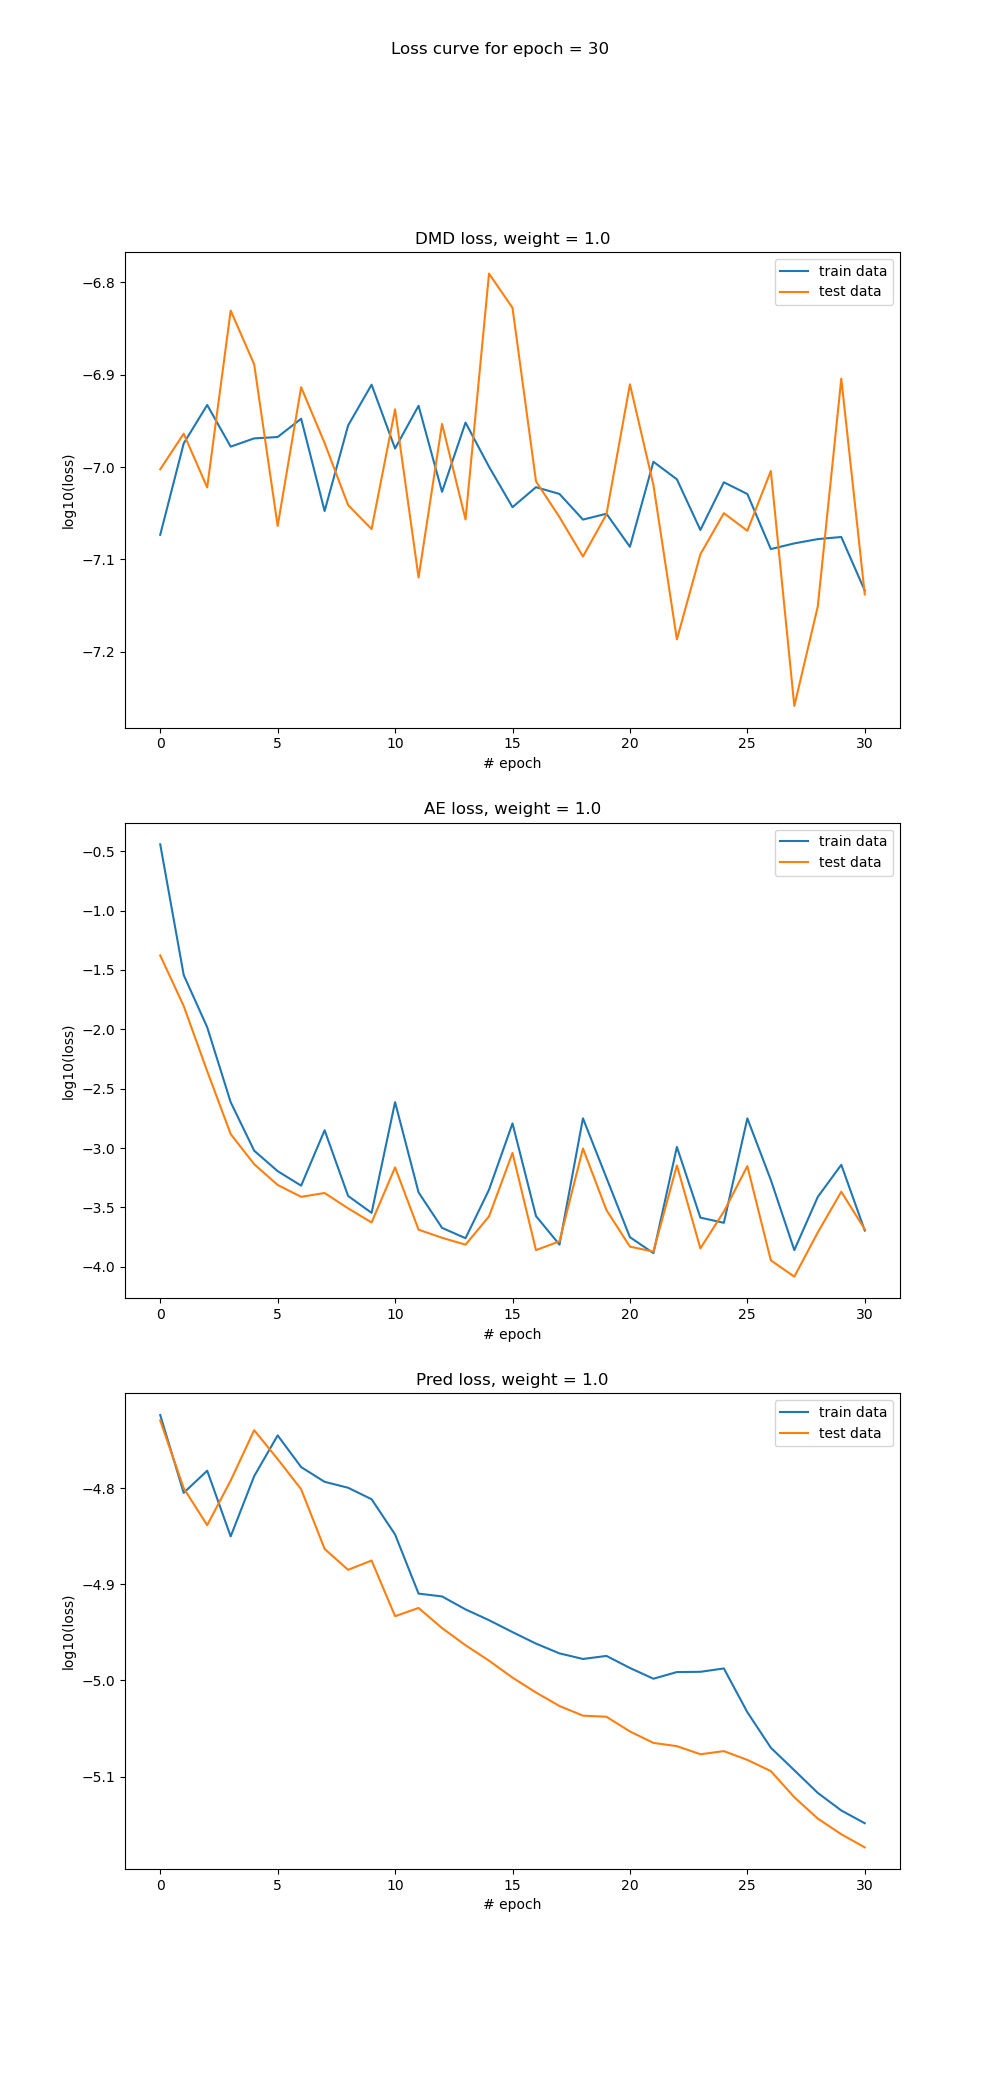 Loss curve for epoch = 30
DMD loss, weight = 1.0
train data
test data
−6.8
−6.9
−7.0
−7.1
−7.2
log10(loss)
0 5 10 15 20 25 30
# epoch
AE loss, weight = 1.0
train data
test data
−0.5
−1.0
−1.5
−2.0
−2.5
−3.0
−3.5
−4.0
log10(loss)
0 5 10 15 20 25 30
# epoch
Pred loss, weight = 1.0
train data
test data
−4.8
−4.9
−5.0
−5.1
log10(loss)
0 5 10 15 20 25 30
# epoch